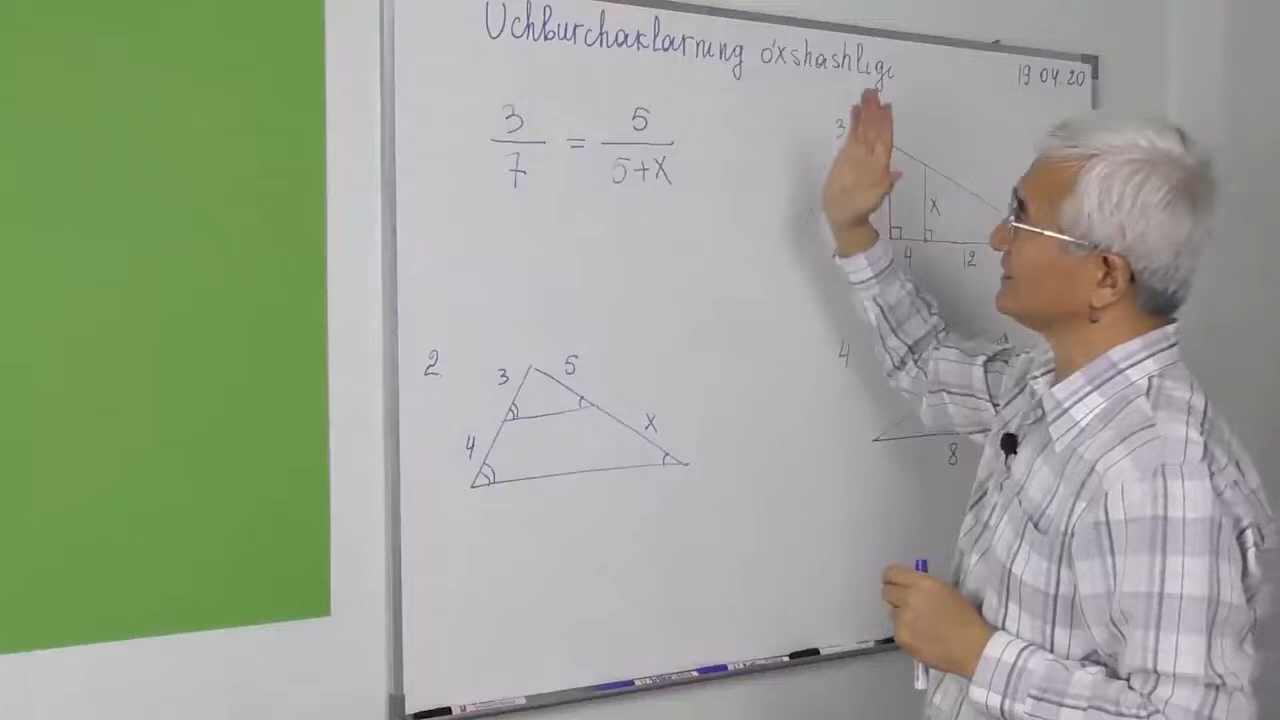 Uchburchaklarning o'xshashligi
19 04 20
3/7 = 5/(5+x)
3
x
4 12
2
3 5
4 x
4
8